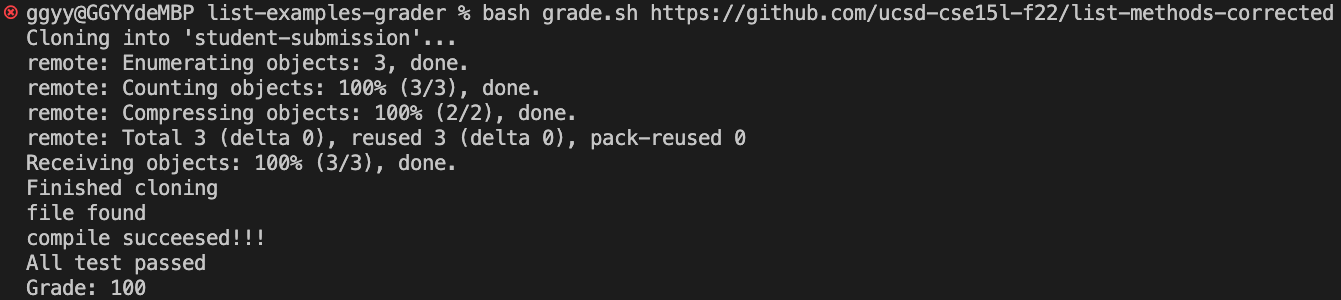 ggyy@GGYYdeMBP list-examples-grader % bash grade.sh https://github.com/ucsd-cse15l-f22/list-methods-corrected
Cloning into 'student-submission'...
remote: Enumerating objects: 3, done.
remote: Counting objects: 100% (3/3), done.
remote: Compressing objects: 100% (2/2), done.
remote: Total 3 (delta 0), reused 3 (delta 0), pack-reused 0
Receiving objects: 100% (3/3), done.
Finished cloning
file found
compile succeesed!!!
All test passed
Grade: 100